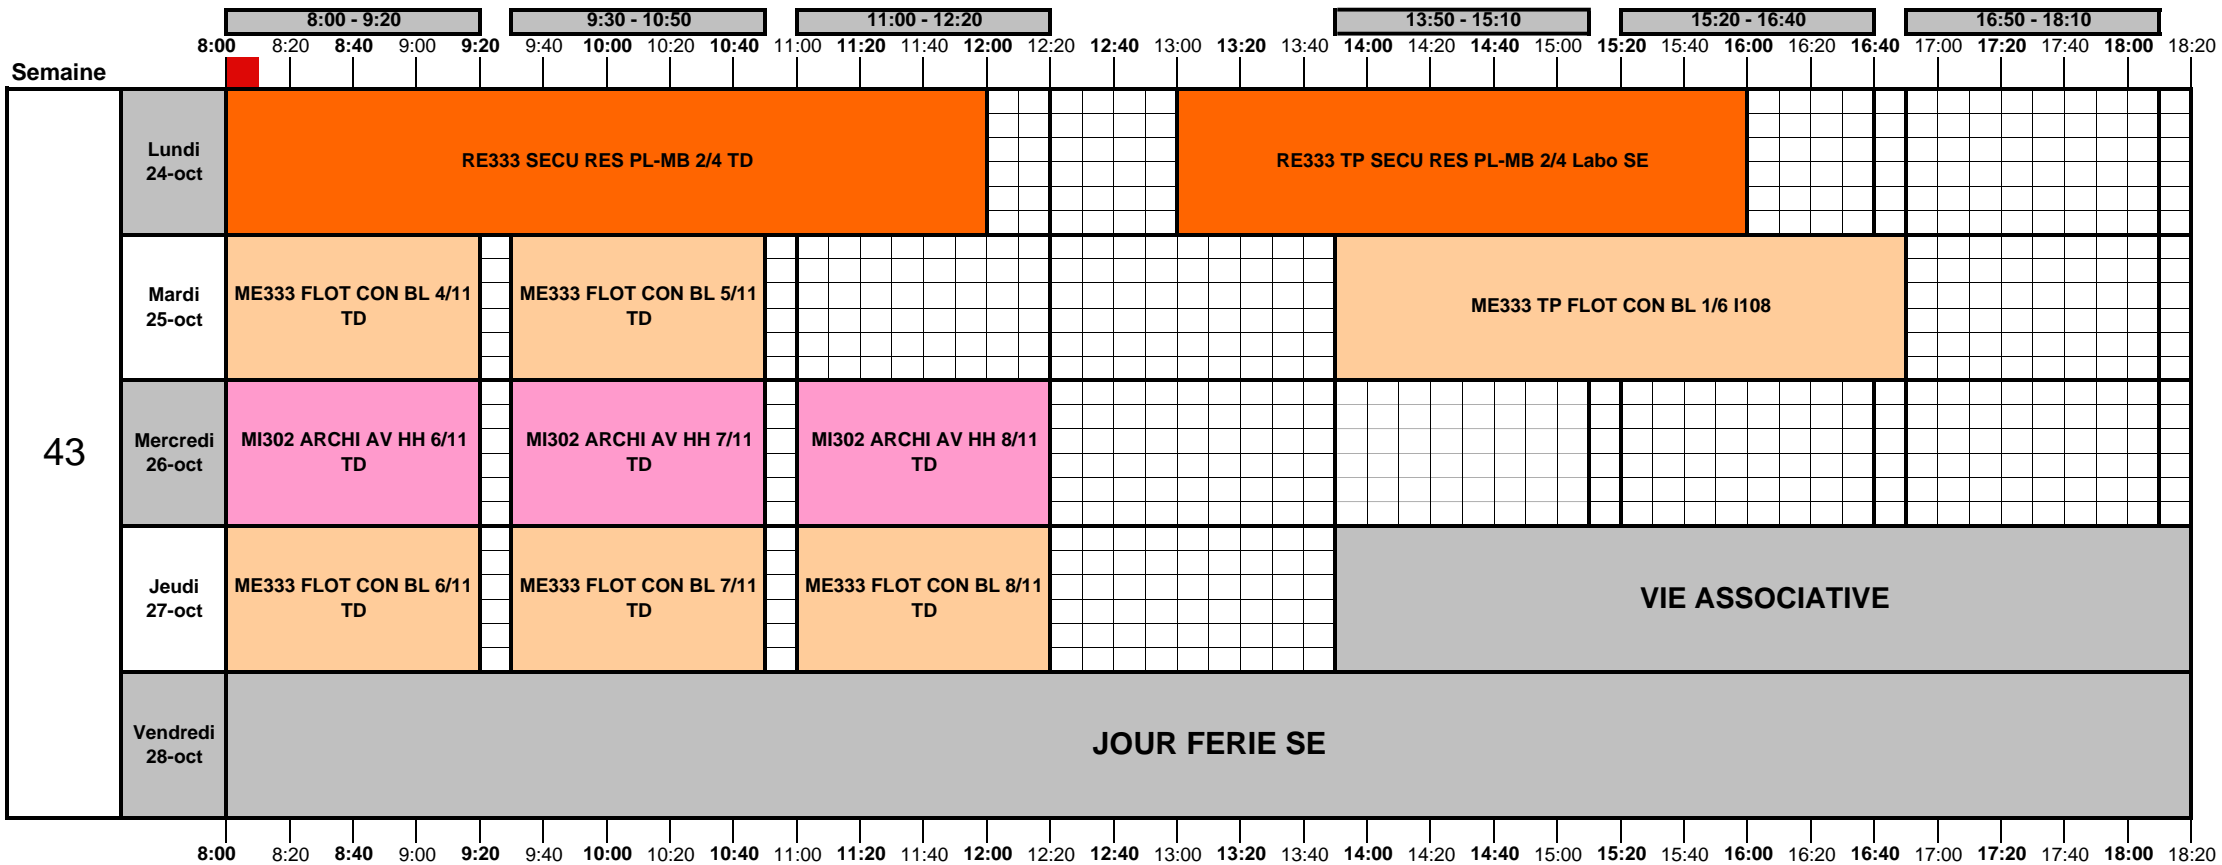 8:00 - 9:20 9:30 - 10:50 11:00 - 12:20 13:50 - 15:10 15:20 - 16:40 16:50 - 18:10
8:00 8:20 8:40 9:00 9:20 9:40 10:00 10:20 10:40 11:00 11:20 11:40 12:00 12:20 12:40 13:00 13:20 13:40 14:00 14:20 14:40 15:00 15:20 15:40 16:00 16:20 16:40 17:00 17:20 17:40 18:00 18:20
Semaine
43
Lundi
24-oct
RE333 SECU RES PL-MB 2/4 TD
RE333 TP SECU RES PL-MB 2/4 Labo SE
Mardi
25-oct
ME333 FLOT CON BL 4/11
TD
ME333 FLOT CON BL 5/11
TD
ME333 TP FLOT CON BL 1/6 I108
Mercredi
26-oct
MI302 ARCHI AV HH 6/11
TD
MI302 ARCHI AV HH 7/11
TD
MI302 ARCHI AV HH 8/11
TD
Jeudi
27-oct
ME333 FLOT CON BL 6/11
TD
ME333 FLOT CON BL 7/11
TD
ME333 FLOT CON BL 8/11
TD
VIE ASSOCIATIVE
Vendredi
28-oct
JOUR FERIE SE
8:00 8:20 8:40 9:00 9:20 9:40 10:00 10:20 10:40 11:00 11:20 11:40 12:00 12:20 12:40 13:00 13:20 13:40 14:00 14:20 14:40 15:00 15:20 15:40 16:00 16:20 16:40 17:00 17:20 17:40 18:00 18:20